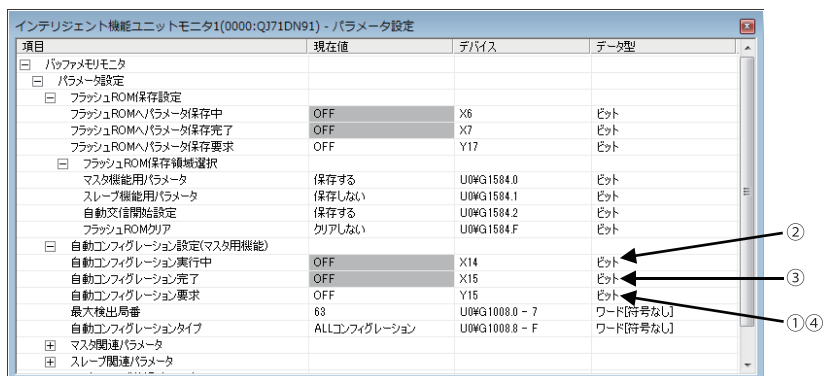 インテリジェント機能ユニットモニタ1(0000:QJ71DN91) - パラメータ設定
項目 現在値 デバイス データ型
バッファメモリモニタ
パラメータ設定
フラッシュROM保存設定
フラッシュROMへパラメータ保存中 OFF X6 ビット
フラッシュROMへパラメータ保存完了 OFF X7 ビット
フラッシュROMへパラメータ保存要求 OFF Y17 ビット
フラッシュROM保存領域選択
マスタ機能用パラメータ 保存する U0¥G1584.0 ビット
スレーブ機能用パラメータ 保存しない U0¥G1584.1 ビット
自動交信開始設定 保存する U0¥G1584.2 ビット
フラッシュROMクリア クリアしない U0¥G1584.F ビット
自動コンフィグレーション設定(マスタ用機能)
自動コンフィグレーション実行中 OFF X14 ビット ②
自動コンフィグレーション完了 OFF X15 ビット ③
自動コンフィグレーション要求 OFF Y15 ビット ①④
最大検出局番 63 U0¥G1008.0 - 7 ワード[符号なし]
自動コンフィグレーションタイプ ALLコンフィグレーション U0¥G1008.8 - F ワード[符号なし]
マスタ関連パラメータ
スレーブ関連パラメータ